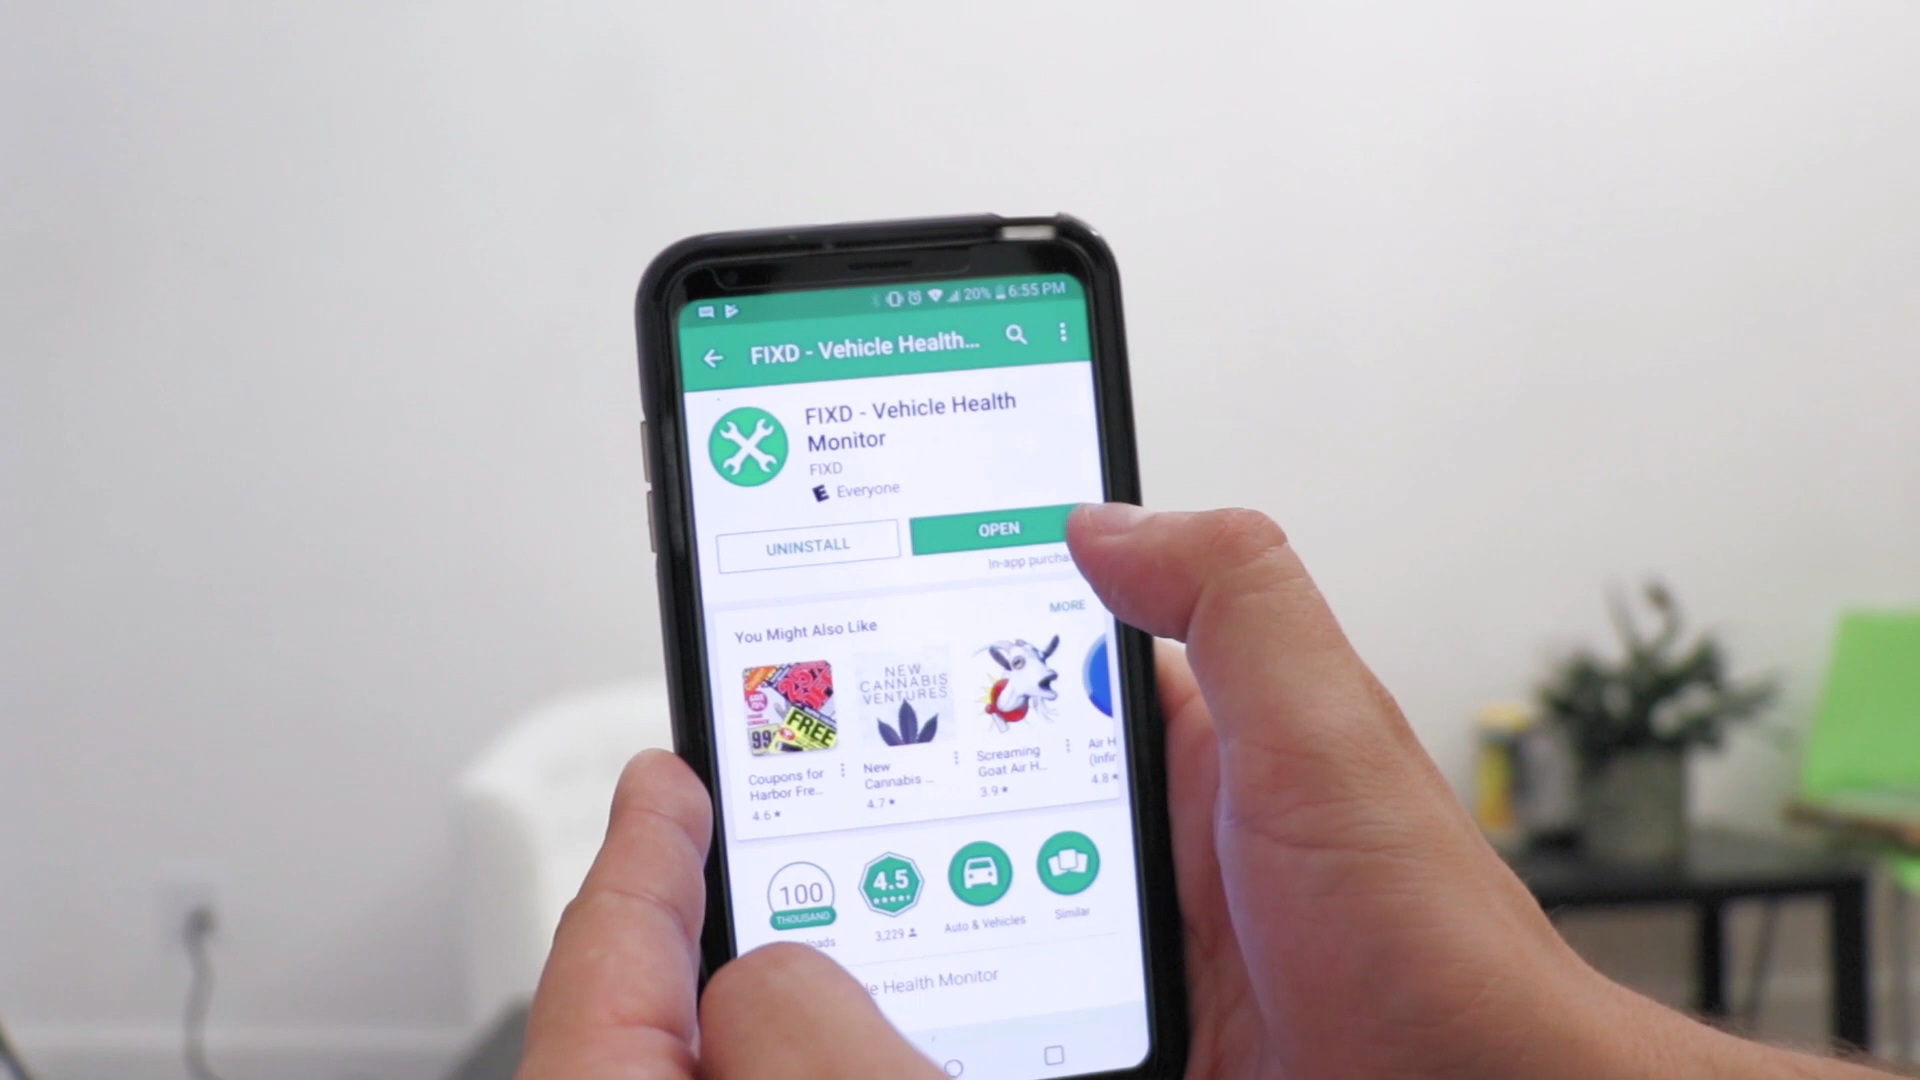 20% 6:55 PM
FIXD - Vehicle Health...
FIXD - Vehicle Health
Monitor
FIXD
E Everyone
UNINSTALL
OPEN
In-app purcha
MORE
You Might Also Like
FREE
99
NEW
CANNABIS
VENTURES
Coupons for
Harbor Fre...
4.6★
New
Cannabis ...
4.7★
Screaming
Goat Air H...
3.9★
Air H
(Infin
4.8★
100
THOUSAND
loads
4.5
3,229
Auto & Vehicles
Similar
le Health Monitor